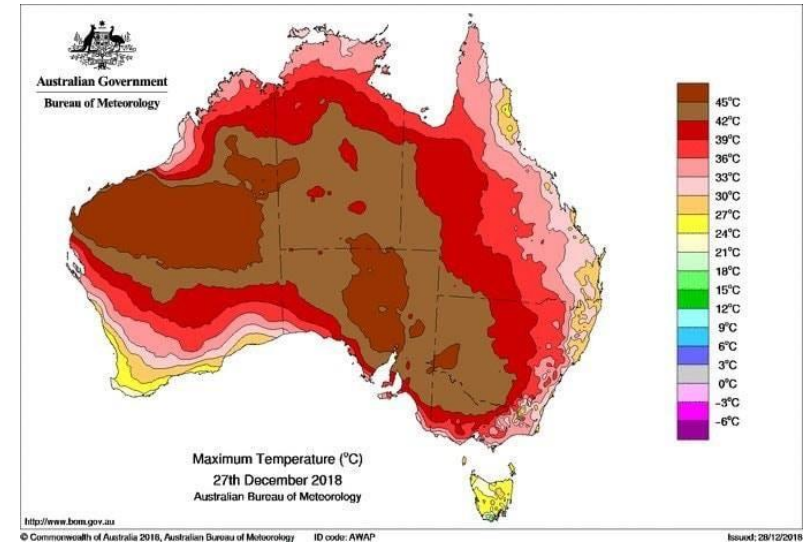 Australian Government
Bureau of Meteorology
45°C
42°C
39°C
36°C
33°C
30°C
27°C
24°C
21°C
18°C
15°C
12°C
9°C
6°C
3°C
0°C
-3°C
-6°C
Maximum Temperature (°C)
27th December 2018
Australian Bureau of Meteorology
http://www.bom.gov.au
© Commonwealth of Australia 2018, Australian Bureau of Meteorology ID code: AWAP Issued: 28/12/2018